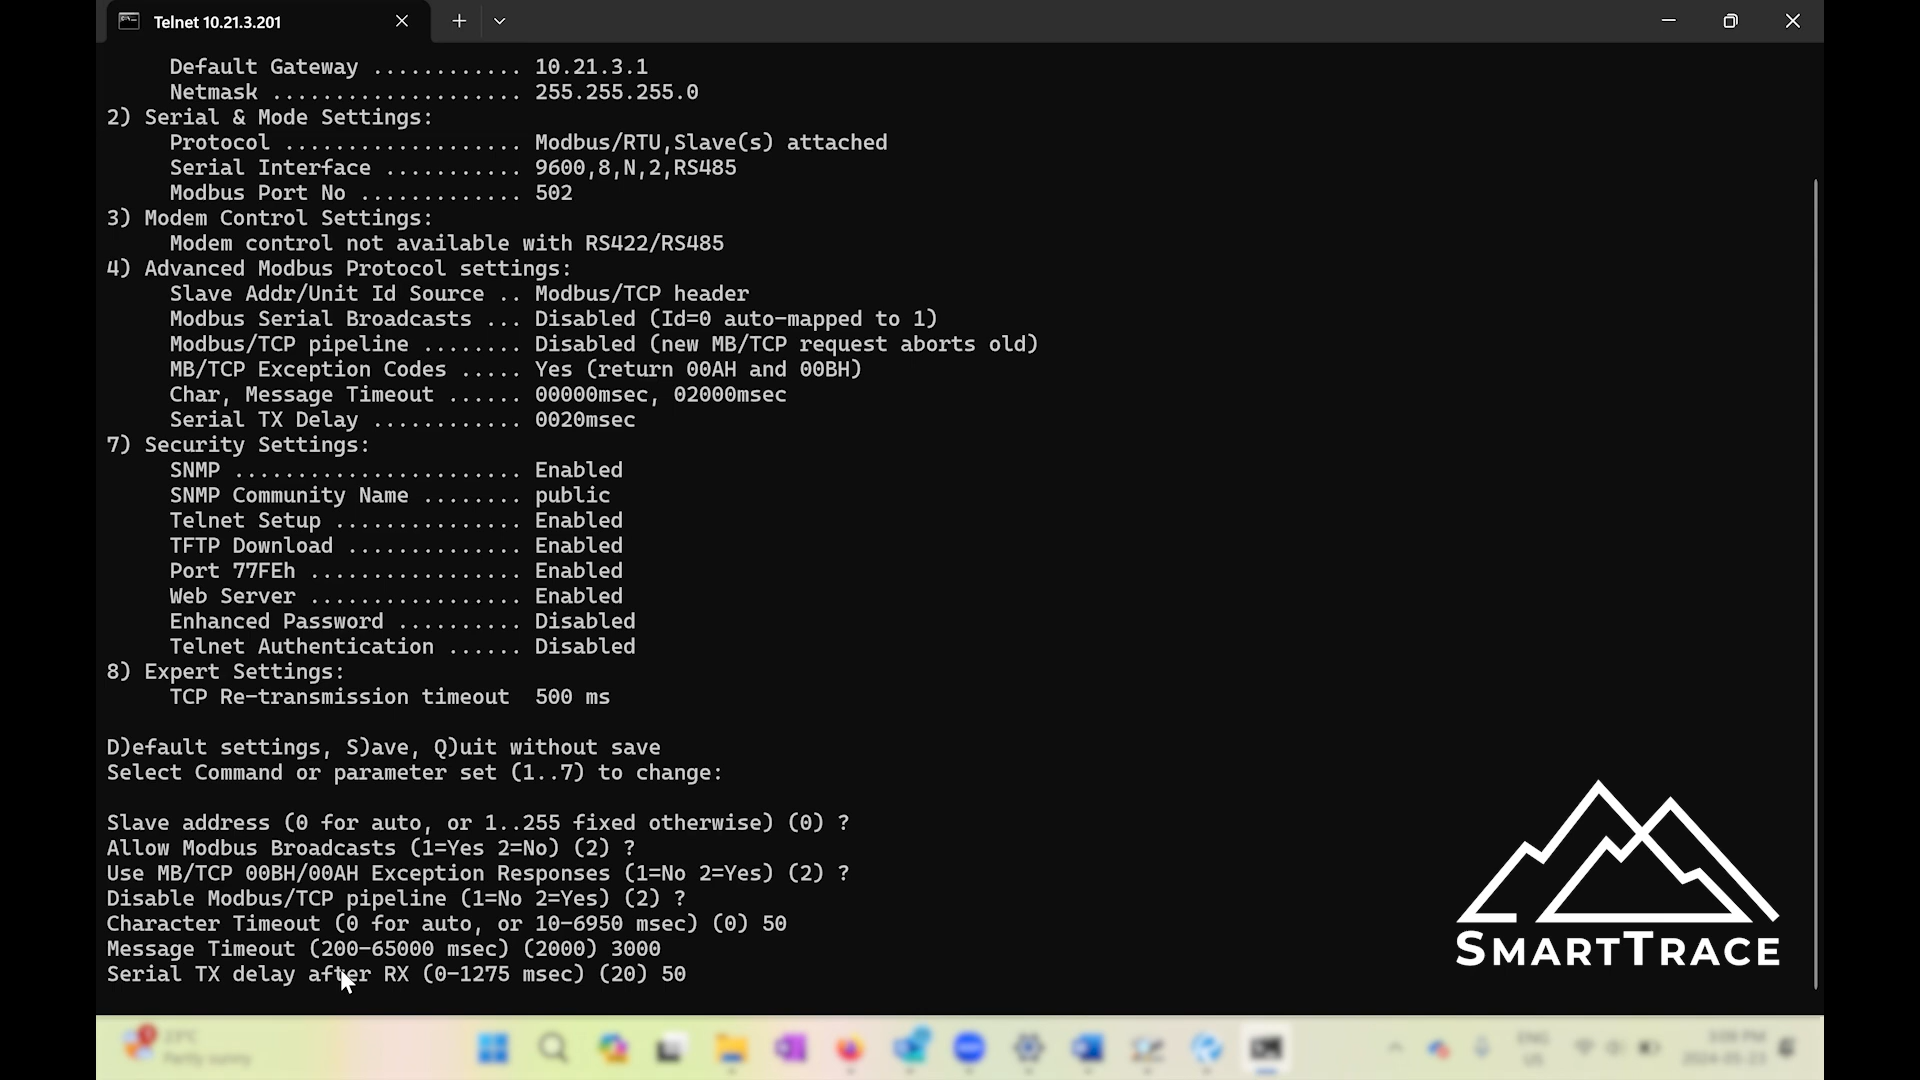 Telnet 10.21.3.201
Default Gateway ............ 10.21.3.1
Netmask .................... 255.255.255.0
2) Serial & Mode Settings:
Protocol ................... Modbus/RTU,Slave(s) attached
Serial Interface ........... 9600,8,N,2,RS485
Modbus Port No ............. 502
3) Modem Control Settings:
Modem control not available with RS422/RS485
4) Advanced Modbus Protocol settings:
Slave Addr/Unit Id Source .. Modbus/TCP header
Modbus Serial Broadcasts ... Disabled (Id=0 auto-mapped to 1)
Modbus/TCP pipeline ........ Disabled (new MB/TCP request aborts old)
MB/TCP Exception Codes ..... Yes (return 00AH and 00BH)
Char, Message Timeout ...... 00000msec, 02000msec
Serial TX Delay ............ 0020msec
7) Security Settings:
SNMP ....................... Enabled
SNMP Community Name ........ public
Telnet Setup ............... Enabled
TFTP Download .............. Enabled
Port 77FEh ................. Enabled
Web Server ................. Enabled
Enhanced Password .......... Disabled
Telnet Authentication ...... Disabled
8) Expert Settings:
TCP Re-transmission timeout  500 ms
D)efault settings, S)ave, Q)uit without save
Select Command or parameter set (1..7) to change:
Slave address (0 for auto, or 1..255 fixed otherwise) (0) ?
Allow Modbus Broadcasts (1=Yes 2=No) (2) ?
Use MB/TCP 00BH/00AH Exception Responses (1=No 2=Yes) (2) ?
Disable Modbus/TCP pipeline (1=No 2=Yes) (2) ?
Character Timeout (0 for auto, or 10-6950 msec) (0) 50
Message Timeout (200-65000 msec) (2000) 3000
Serial TX delay after RX (0-1275 msec) (20) 50
SMARTTRACE
23°C
Partly sunny
ENG
US
3:09 PM
2024-05-23